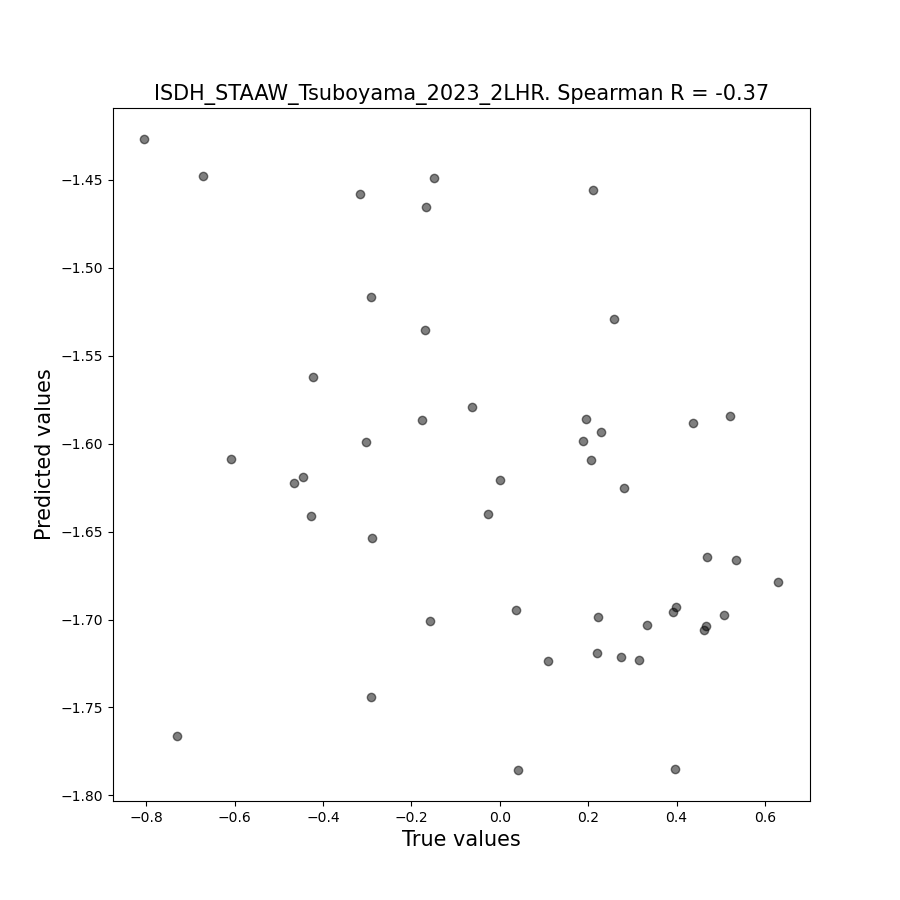 ISDH_STAAW_Tsuboyama_2023_2LHR. Spearman R = -0.37
Predicted values
−1.45
−1.50
−1.55
−1.60
−1.65
−1.70
−1.75
−1.80
−0.8 −0.6 −0.4 −0.2 0.0 0.2 0.4 0.6
True values